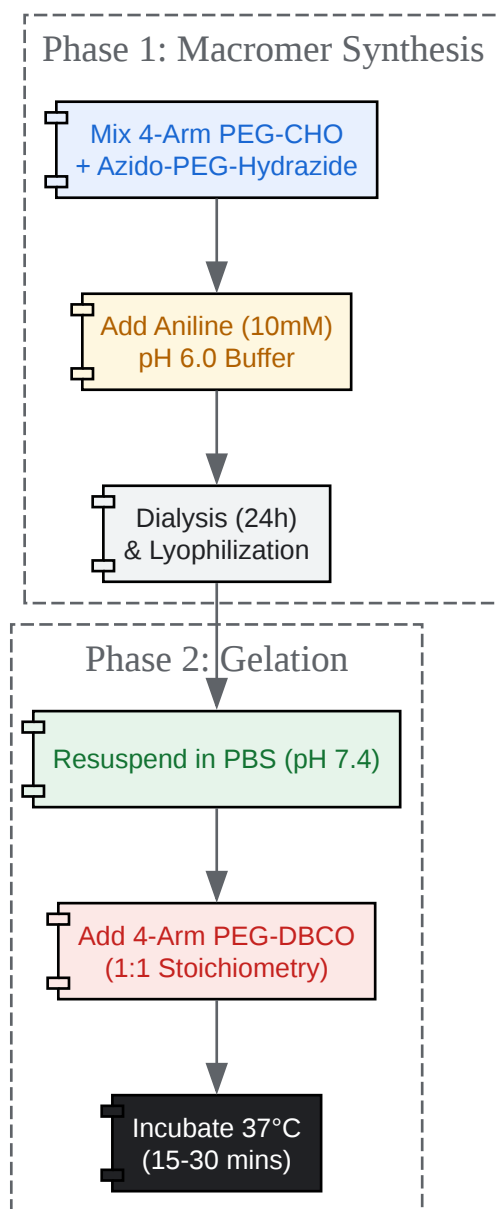 Phase 1: Macromer Synthesis
Mix 4-Arm PEG-CHO
+ Azido-PEG-Hydrazide
Add Aniline (10mM)
pH 6.0 Buffer
Dialysis (24h)
& Lyophilization
Phase 2: Gelation
Resuspend in PBS (pH 7.4)
Add 4-Arm PEG-DBCO
(1:1 Stoichiometry)
Incubate 37°C
(15-30 mins)